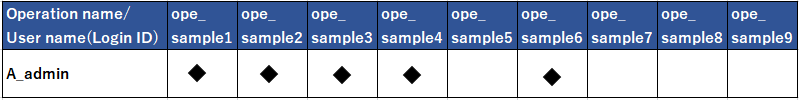 Operation name/ ope_ ope_ ope_ ope_ ope_ ope_ ope_ ope_ ope_
User name(Login ID) sample1 sample2 sample3 sample4 sample5 sample6 sample7 sample8 sample9
A_admin ◆ ◆ ◆ ◆ ◆